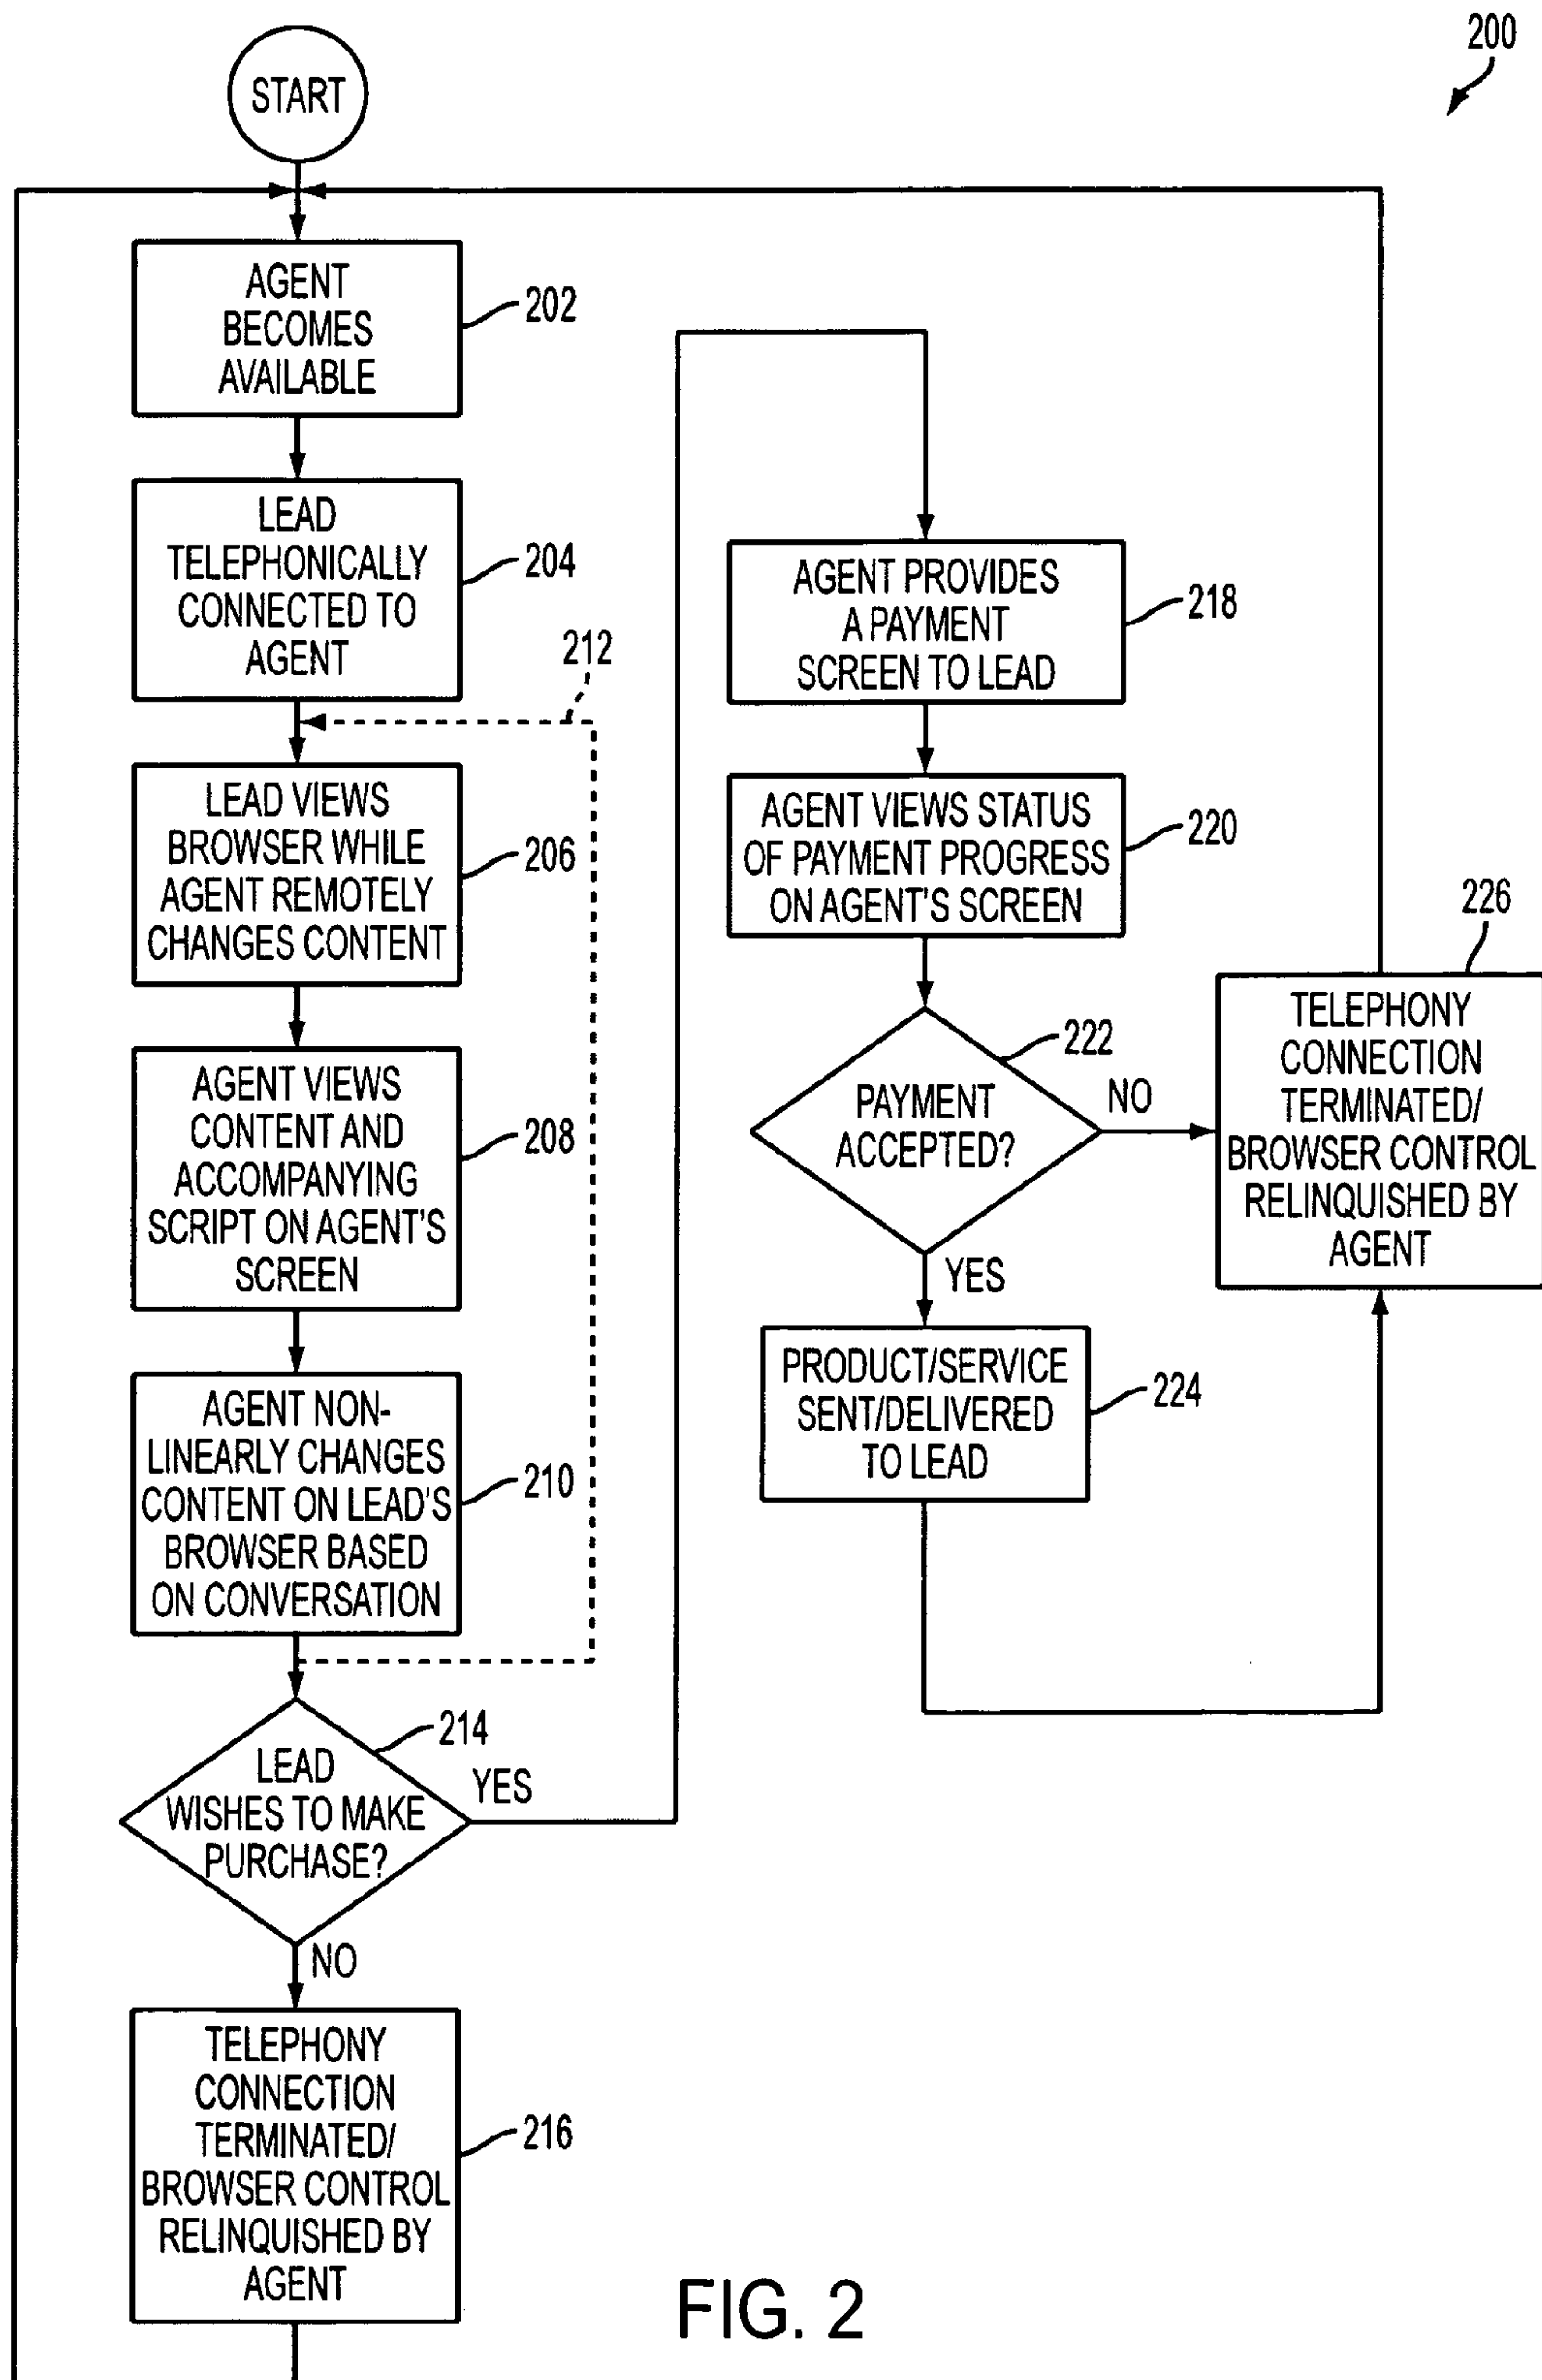 200
START
AGENT
BECOMES
AVAILABLE
202
LEAD
TELEPHONICALLY
CONNECTED TO
AGENT
204
212
LEAD VIEWS
BROWSER WHILE
AGENT REMOTELY
CHANGES CONTENT
206
AGENT VIEWS
CONTENT AND
ACCOMPANYING
SCRIPT ON AGENT'S
SCREEN
208
AGENT NON-
LINEARLY CHANGES
CONTENT ON LEAD'S
BROWSER BASED
ON CONVERSATION
210
214
LEAD
WISHES TO MAKE
PURCHASE?
YES
NO
TELEPHONY
CONNECTION
TERMINATED/
BROWSER CONTROL
RELINQUISHED BY
AGENT
216
AGENT PROVIDES
A PAYMENT
SCREEN TO LEAD
218
AGENT VIEWS STATUS
OF PAYMENT PROGRESS
ON AGENT'S SCREEN
220
222
PAYMENT
ACCEPTED?
NO
YES
PRODUCT/SERVICE
SENT/DELIVERED
TO LEAD
224
226
TELEPHONY
CONNECTION
TERMINATED/
BROWSER CONTROL
RELINQUISHED BY
AGENT
FIG. 2